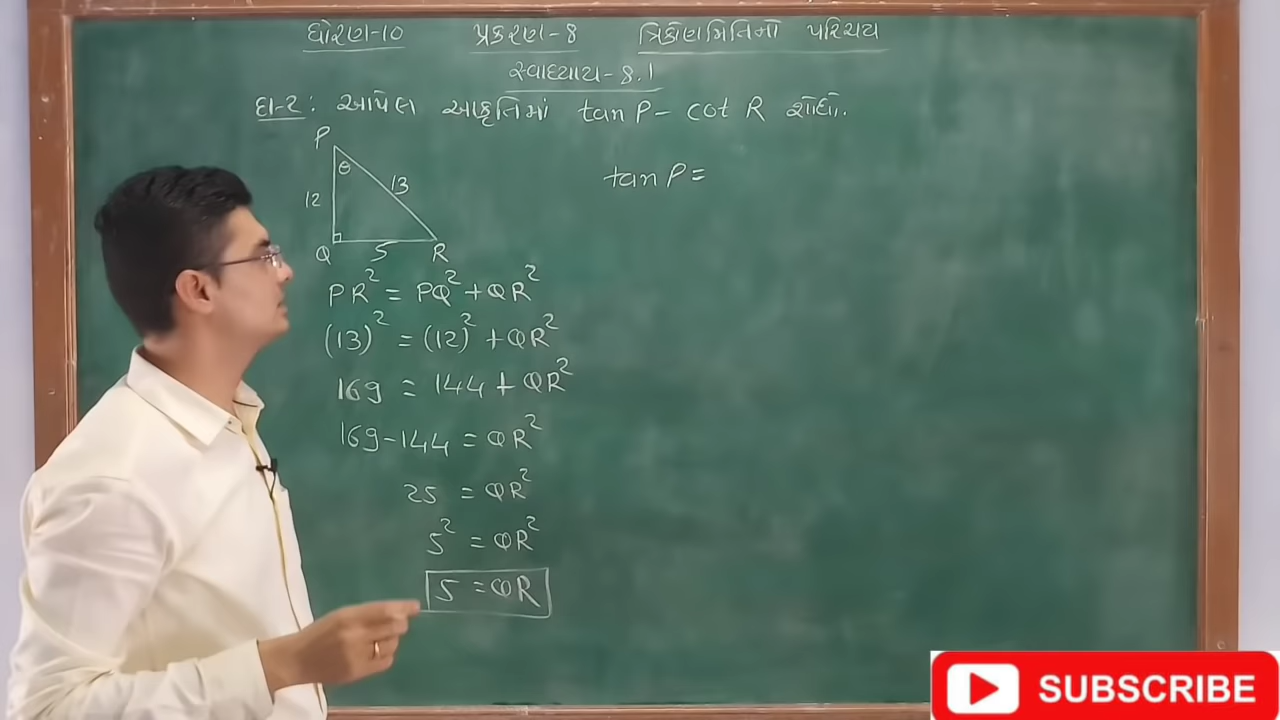 ધોરણ-10 પ્રકરણ-8 ત્રિકોણમિતિનો પરિચય
સ્વાધ્યાય-8.1
દા-2: આપેલ આકૃતિમાં tan P - cot R શોધો.
P
θ
12
13
Q
5
R
tan P =
PR² = PQ² + QR²
(13)² = (12)² + QR²
169 = 144 + QR²
169-144 = QR²
25 = QR²
5² = QR²
5 = QR
SUBSCRIBE